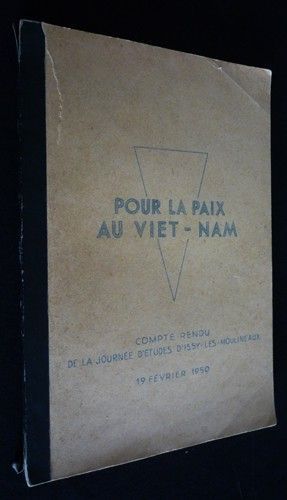 POUR LA PAIX
AU VIET-NAM
COMPTE-RENDU
DE LA JOURNÉE D'ÉTUDES D'ISSY-LES-MOULINEAUX
19 FÉVRIER 1950